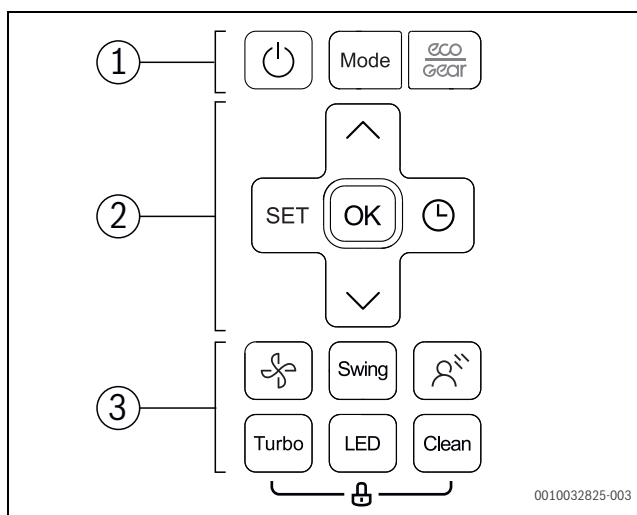 1
Mode
eco
Gear
2
SET OK
3
Swing
Turbo LED Clean
0010032825-003